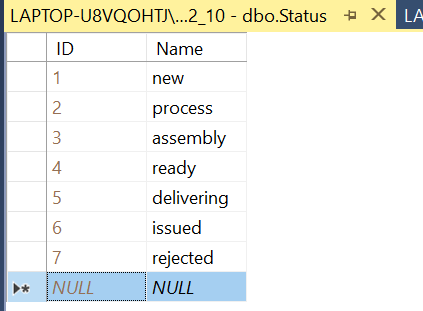 LAPTOP-U8VQOHTJ\...2_10 - dbo.Status LA
ID Name
1 new
2 process
3 assembly
4 ready
5 delivering
6 issued
7 rejected
NULL NULL